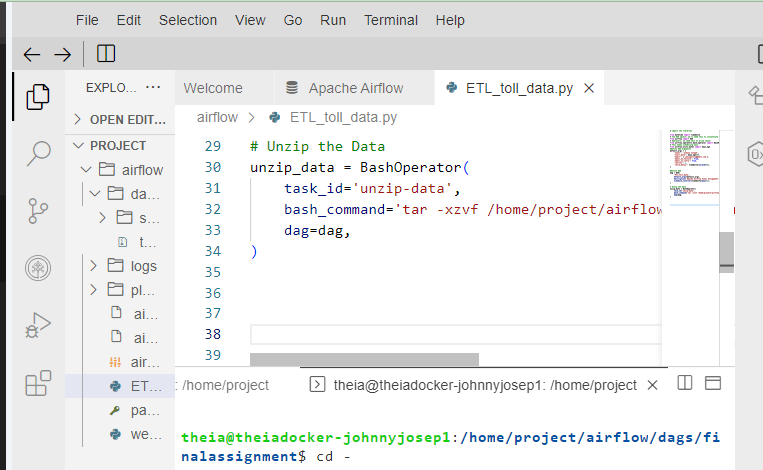 File Edit Selection View Go Run Terminal Help
EXPLO... ...
Welcome
Apache Airflow
ETL_toll_data.py
OPEN EDIT...
airflow > ETL_toll_data.py
PROJECT
airflow
da...
s...
t...
logs
pl...
ai...
ai...
air...
ET...
pa...
we...
29 # Unzip the Data
30 unzip_data = BashOperator(
31 task_id='unzip-data',
32 bash_command='tar -xzvf /home/project/airflow
33 dag=dag,
34 )
35
36
37
38
39
: /home/project
theia@theiadocker-johnnyjosep1: /home/project
theia@theiadocker-johnnyjosep1:/home/project/airflow/dags/fi
nalassignment$ cd -